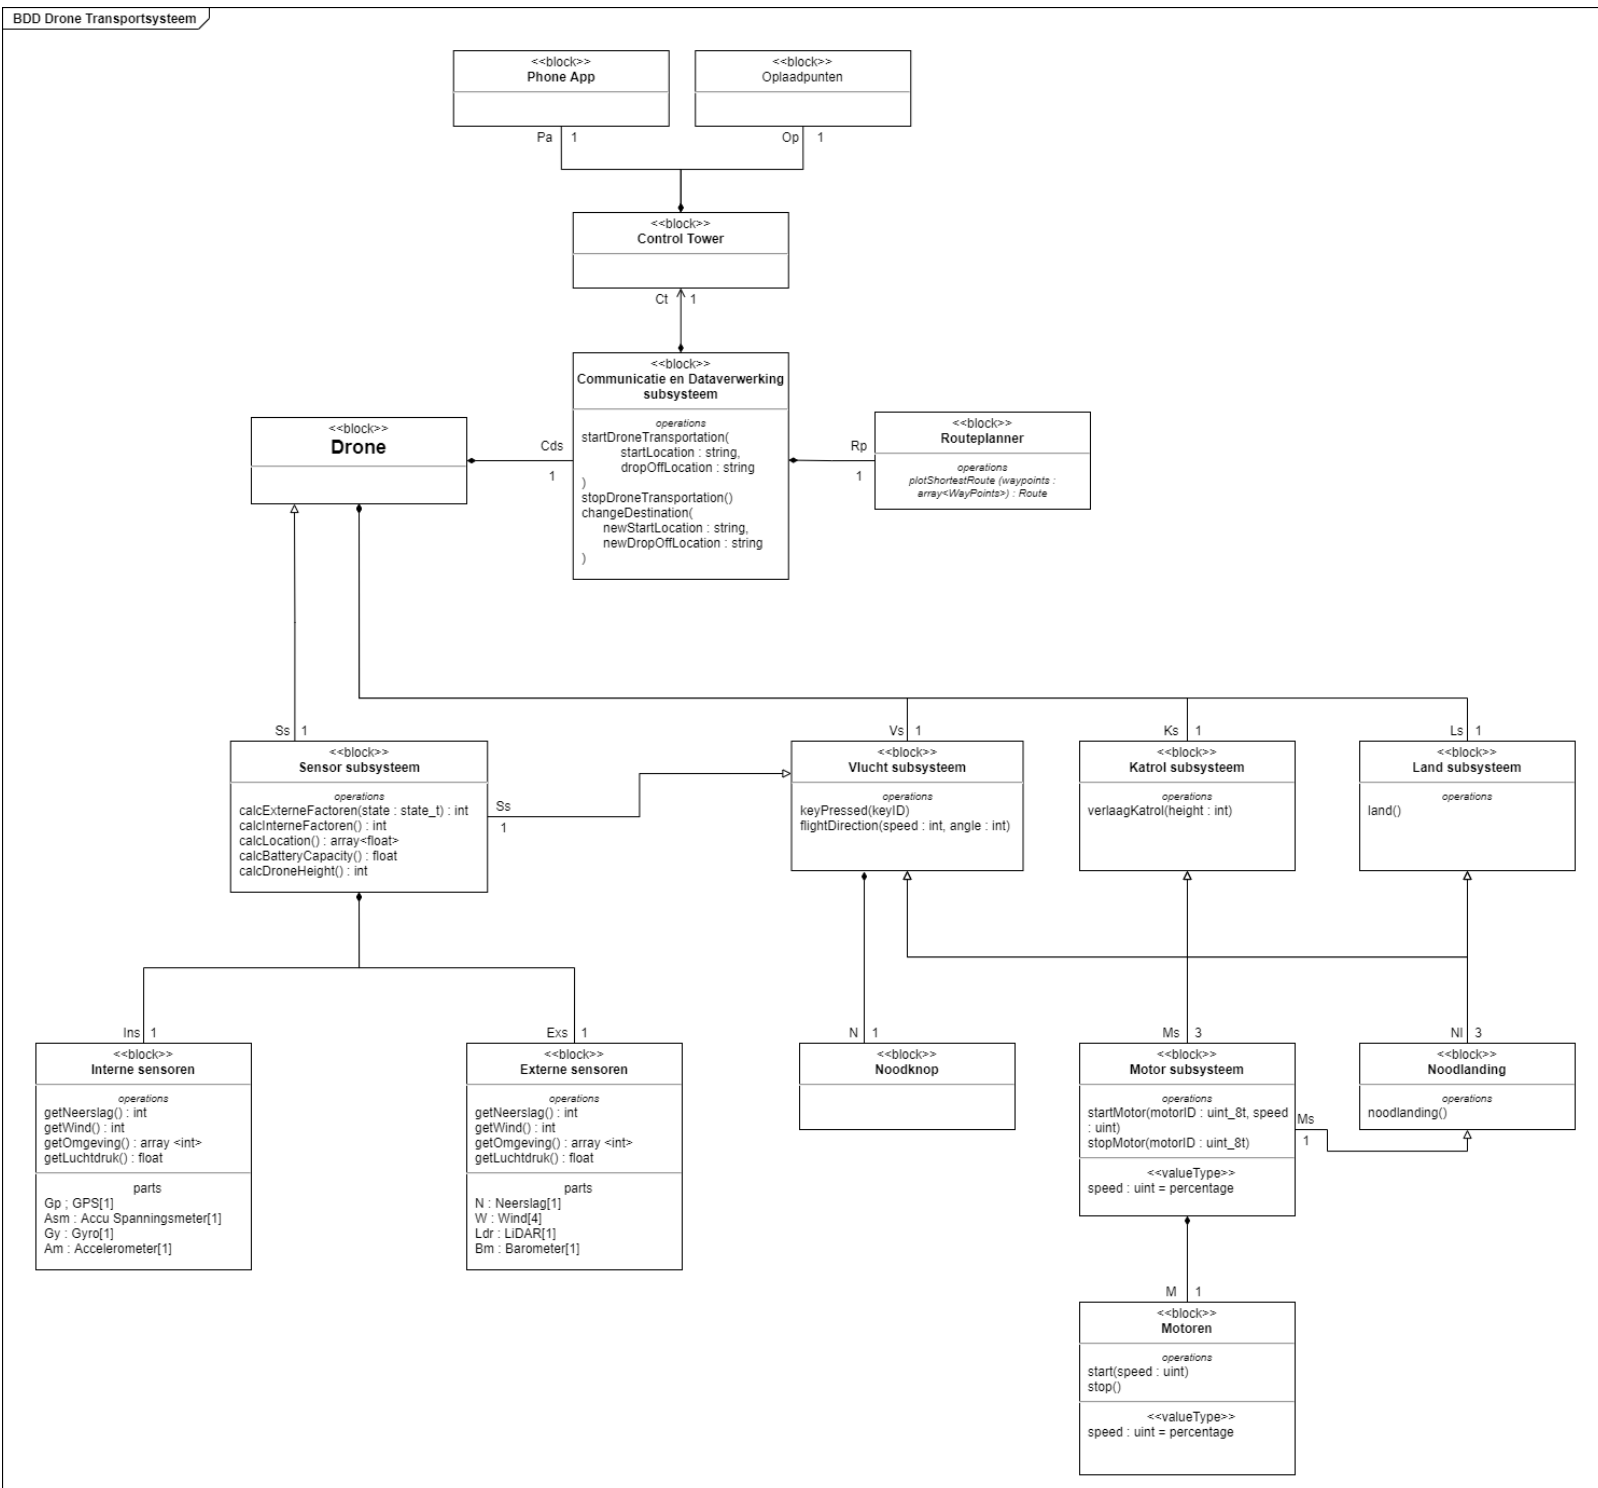 BDD Drone Transportsysteem
<<block>>
Phone App
<<block>>
Oplaadpunten
Pa 1
Op 1
<<block>>
Control Tower
Ct 1
<<block>>
Communicatie en Dataverwerking
subsysteem
operations
startDroneTransportation(
startLocation : string,
dropOffLocation : string
)
stopDroneTransportation()
changeDestination(
newStartLocation : string,
newDropOffLocation : string
)
<<block>>
Drone
Cds
1
Rp
1
<<block>>
Routeplanner
operations
plotShortestRoute (waypoints :
array<WayPoints>) : Route
Ss 1
<<block>>
Sensor subsysteem
operations
calcExterneFactoren(state : state_t) : int
calcInterneFactoren() : int
calcLocation() : array<float>
calcBatteryCapacity() : float
calcDroneHeight() : int
Ss
1
Vs 1
<<block>>
Vlucht subsysteem
operations
keyPressed(keyID)
flightDirection(speed : int, angle : int)
Ks 1
<<block>>
Katrol subsysteem
operations
verlaagKatrol(height : int)
Ls 1
<<block>>
Land subsysteem
operations
land()
Ins 1
<<block>>
Interne sensoren
operations
getNeerslag() : int
getWind() : int
getOmgeving() : array <int>
getLuchtdruk() : float
parts
Gp ; GPS[1]
Asm : Accu Spanningsmeter[1]
Gy : Gyro[1]
Am : Accelerometer[1]
Exs 1
<<block>>
Externe sensoren
operations
getNeerslag() : int
getWind() : int
getOmgeving() : array <int>
getLuchtdruk() : float
parts
N : Neerslag[1]
W : Wind[4]
Ldr : LiDAR[1]
Bm : Barometer[1]
N 1
<<block>>
Noodknop
Ms 3
<<block>>
Motor subsysteem
operations
startMotor(motorID : uint_8t, speed
: uint)
stopMotor(motorID : uint_8t)
<<valueType>>
speed : uint = percentage
Ms
1
Nl 3
<<block>>
Noodlanding
operations
noodlanding()
M 1
<<block>>
Motoren
operations
start(speed : uint)
stop()
<<valueType>>
speed : uint = percentage